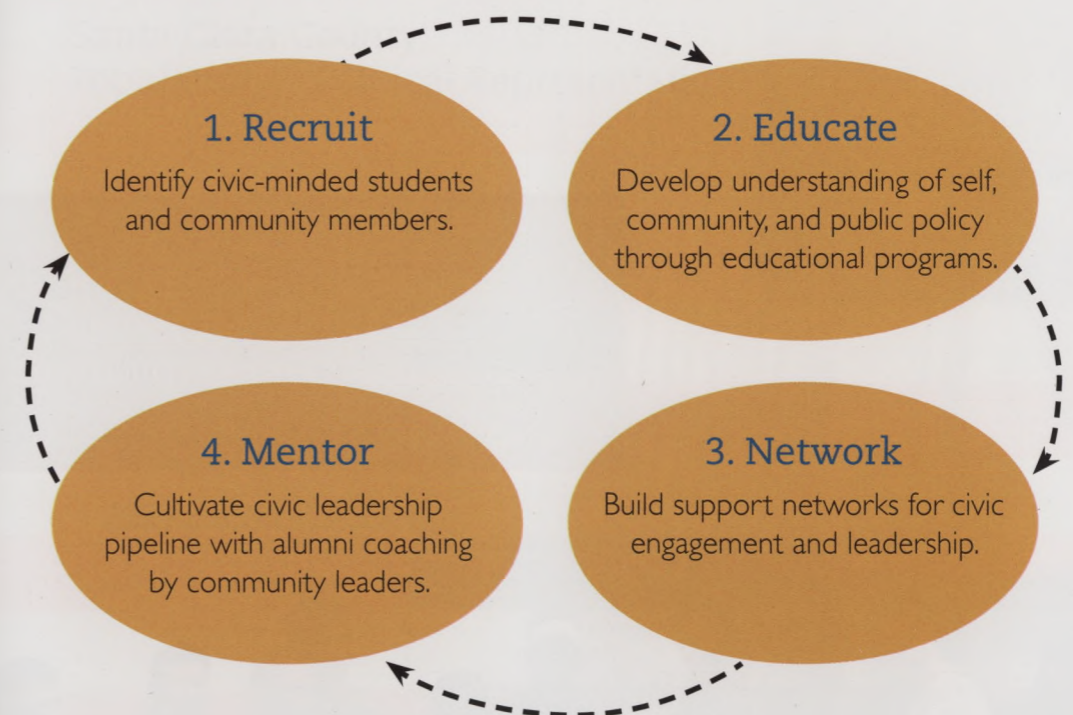 1. Recruit
Identify civic-minded students
and community members.
2. Educate
Develop understanding of self,
community, and public policy
through educational programs.
3. Network
Build support networks for civic
engagement and leadership.
4. Mentor
Cultivate civic leadership
pipeline with alumni coaching
by community leaders.